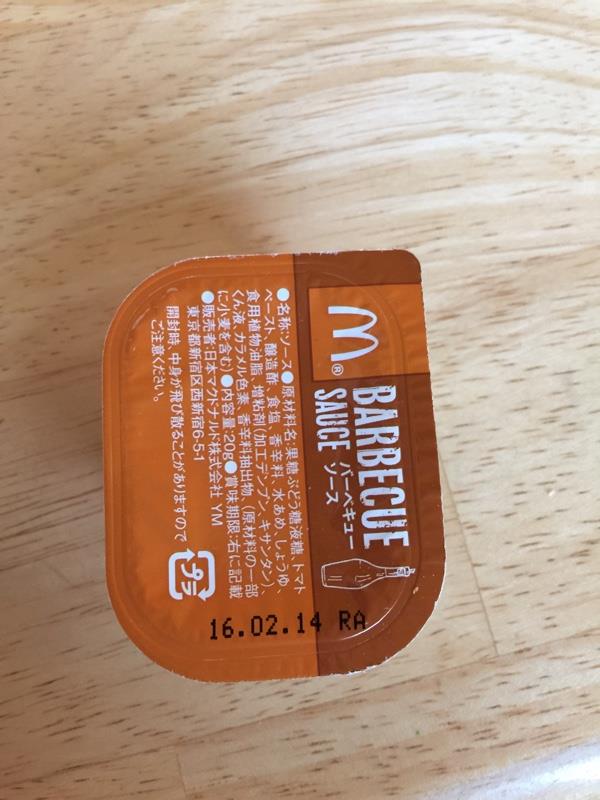 M®
BARBECUE
SAUCE バーベキュー
ソース
●名称:ソース●原材料名:果糖ぶどう糖液糖、トマト
ペースト、醸造酢、食塩、香辛料、水あめ、しょうゆ、
食用植物油脂、増粘剤(加工デンプン、キサンタン)、
くん液、カラメル色素、香辛料抽出物、(原材料の一部
に小麦を含む)●内容量:20g●賞味期限:右に記載
●販売者:日本マクドナルド株式会社 YM
東京都新宿区西新宿6-5-1
開封時、中身が飛び散ることがありますので
ご注意ください。
プラ
16.02.14 RA